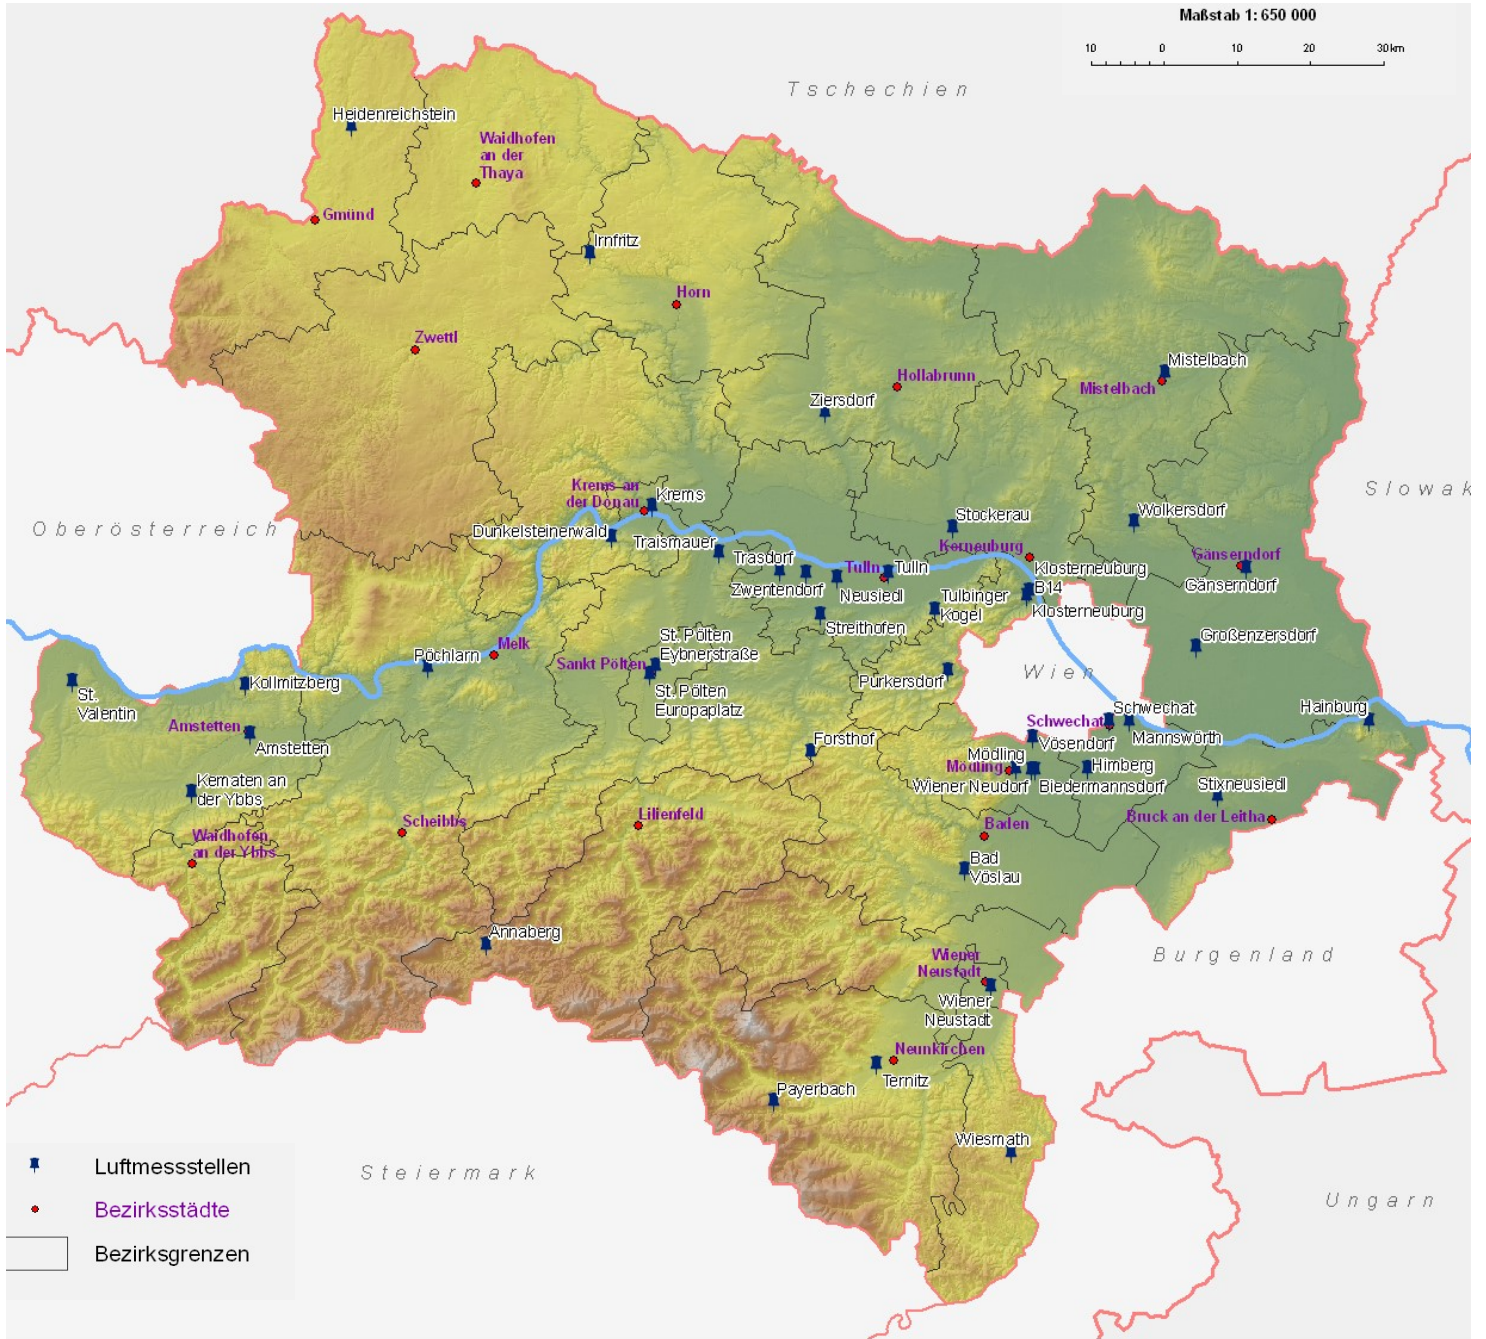 Maßstab 1: 650 000
10 0 10 20 30km
Tschechien
Heidenreichstein
Waidhofen
an der
Thaya
Gmünd
Irnfritz
Horn
Zwettl
Mistelbach
Mistelbach
Hollabrunn
Ziersdorf
Krems an
der Donau
Krems
Slowak
Oberösterreich
Dunkelsteinerwald
Traismauer
Stockerau
Wolkersdorf
Korneuburg
Gänserndorf
Gänserndorf
Trasdorf
Zwentendorf
Neusiedl
Tulln
Tulln
Klosterneuburg
B14
Klosterneuburg
Tulbinger
Kogel
Streithofen
Großenzersdorf
St. Pölten
Eybnerstraße
Sankt Pölten
St. Pölten
Europaplatz
Melk
Pöchlarn
Purkersdorf
Wien
Kollmitzberg
St.
Valentin
Amstetten
Amstetten
Schwechat
Schwechat
Mannswörth
Hainburg
Forsthof
Vösendorf
Mödling
Mödling
Wiener Neudorf
Biedermannsdorf
Himberg
Stixneusiedl
Kematen an
der Ybbs
Bruck an der Leitha
Scheibbs
Lilienfeld
Baden
Waidhofen
an der Ybbs
Bad
Vöslau
Annaberg
Burgenland
Wiener
Neustadt
Wiener
Neustadt
Neunkirchen
Ternitz
Payerbach
Wiesmath
Steiermark
Ungarn
Luftmessstellen
Bezirksstädte
Bezirksgrenzen